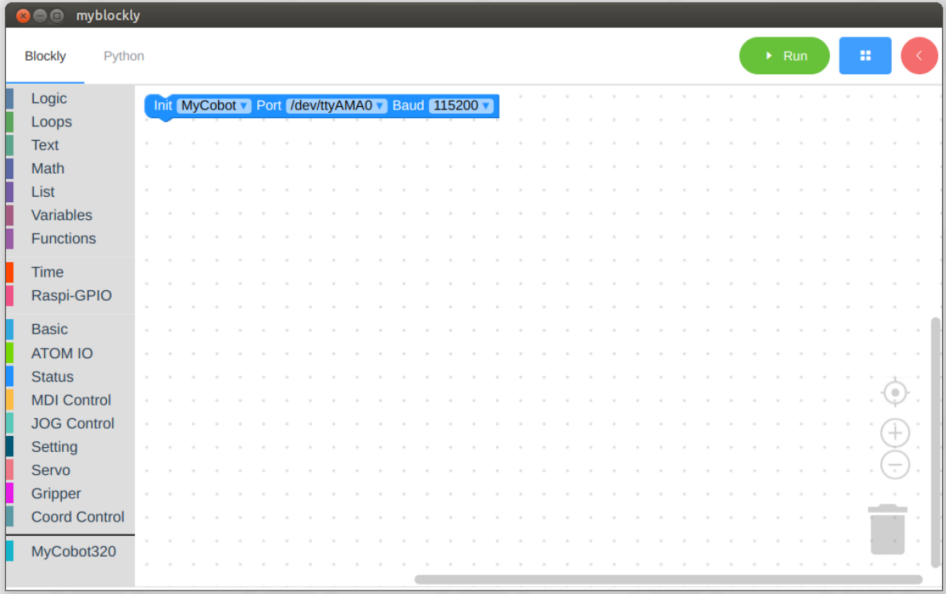 myblockly
Blockly Python Run
Logic
Init MyCobot Port /dev/ttyAMA0 Baud 115200
Loops
Text
Math
List
Variables
Functions
Time
Raspi-GPIO
Basic
ATOM IO
Status
MDI Control
JOG Control
Setting
Servo
Gripper
Coord Control
MyCobot320